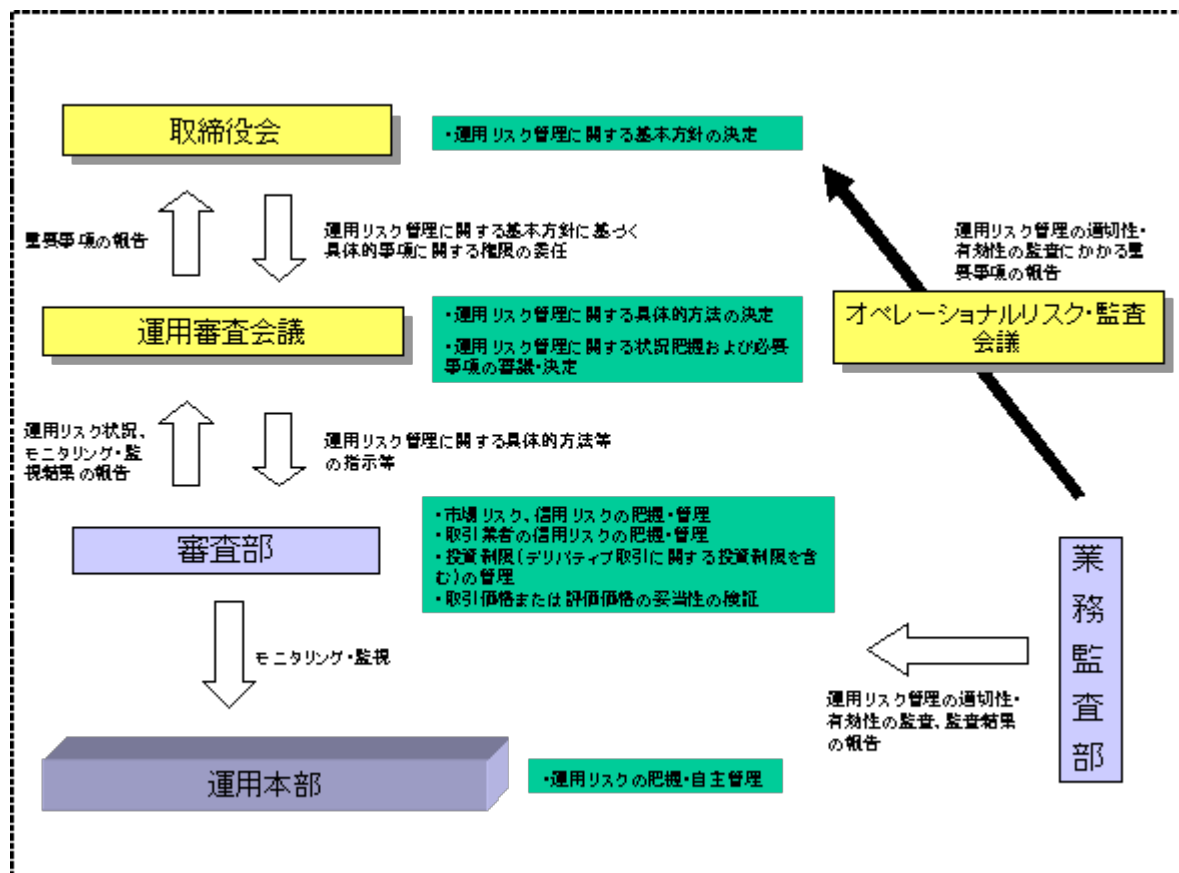 取締役会
・運用リスク管理に関する基本方針の決定
重要事項の報告
運用リスク管理に関する基本方針に基づく
具体的事項に関する権限の委任
運用リスク管理の適切性・
有効性の監査にかかる重
要事項の報告
運用審査会議
・運用リスク管理に関する具体的方法の決定
・運用リスク管理に関する状況把握および必要
事項の審議・決定
オペレーショナルリスク・監査
会議
運用リスク状況、
モニタリング・監
視結果の報告
運用リスク管理に関する具体的方法等
の指示等
審査部
・市場リスク、信用リスクの把握・管理
・取引業者の信用リスクの把握・管理
・投資制限(デリバティブ取引に関する投資制限を含
む)の管理
・取引価格または評価価格の妥当性の検証
業務監査部
モニタリング・監視
運用リスク管理の適切性・
有効性の監査、監査結果
の報告
運用本部
・運用リスクの把握・自主管理